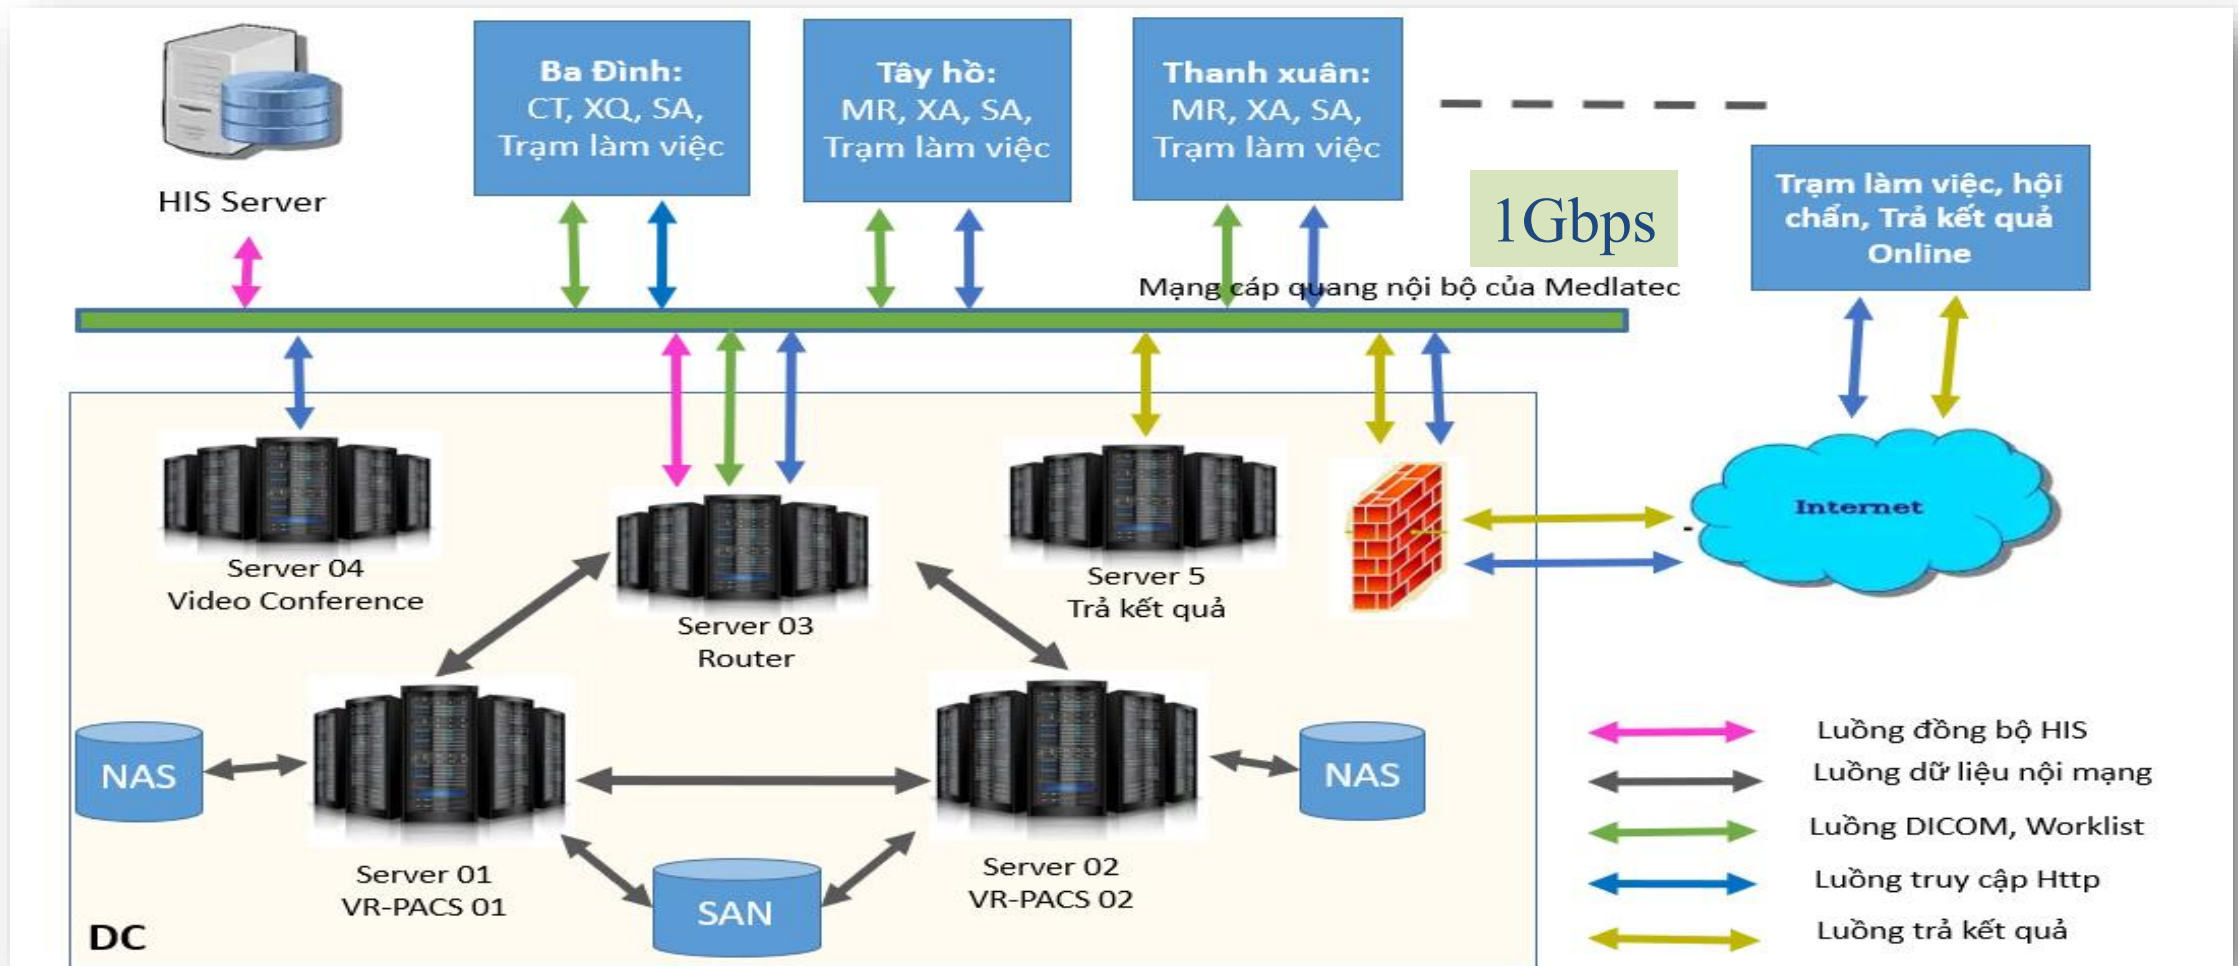 HIS Server
Ba Đình:
CT, XQ, SA,
Trạm làm việc
Tây hồ:
MR, XA, SA,
Trạm làm việc
Thanh xuân:
MR, XA, SA,
Trạm làm việc
1Gbps
Trạm làm việc, hội
chẩn, Trả kết quả
Online
Mạng cáp quang nội bộ của Medlatec
Server 04
Video Conference
Server 03
Router
Server 5
Trả kết quả
Internet
NAS
Server 01
VR-PACS 01
SAN
Server 02
VR-PACS 02
NAS
DC
Luồng đồng bộ HIS
Luồng dữ liệu nội mạng
Luồng DICOM, Worklist
Luồng truy cập Http
Luồng trả kết quả